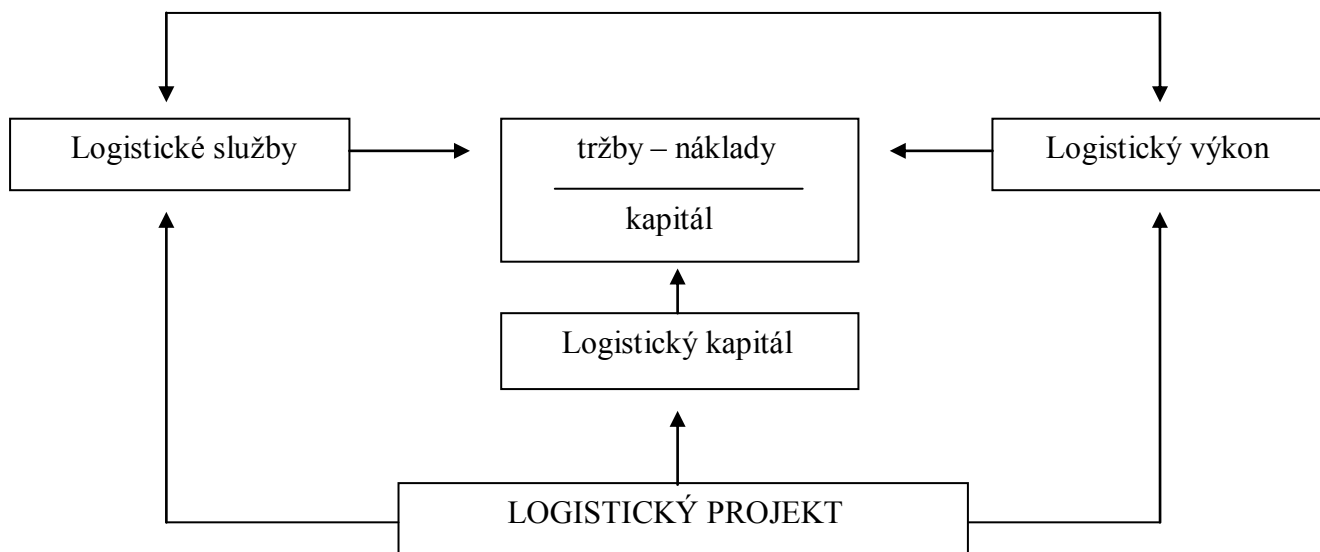 Logistické služby
tržby – náklady
kapitál
Logistický výkon
Logistický kapitál
LOGISTICKÝ PROJEKT